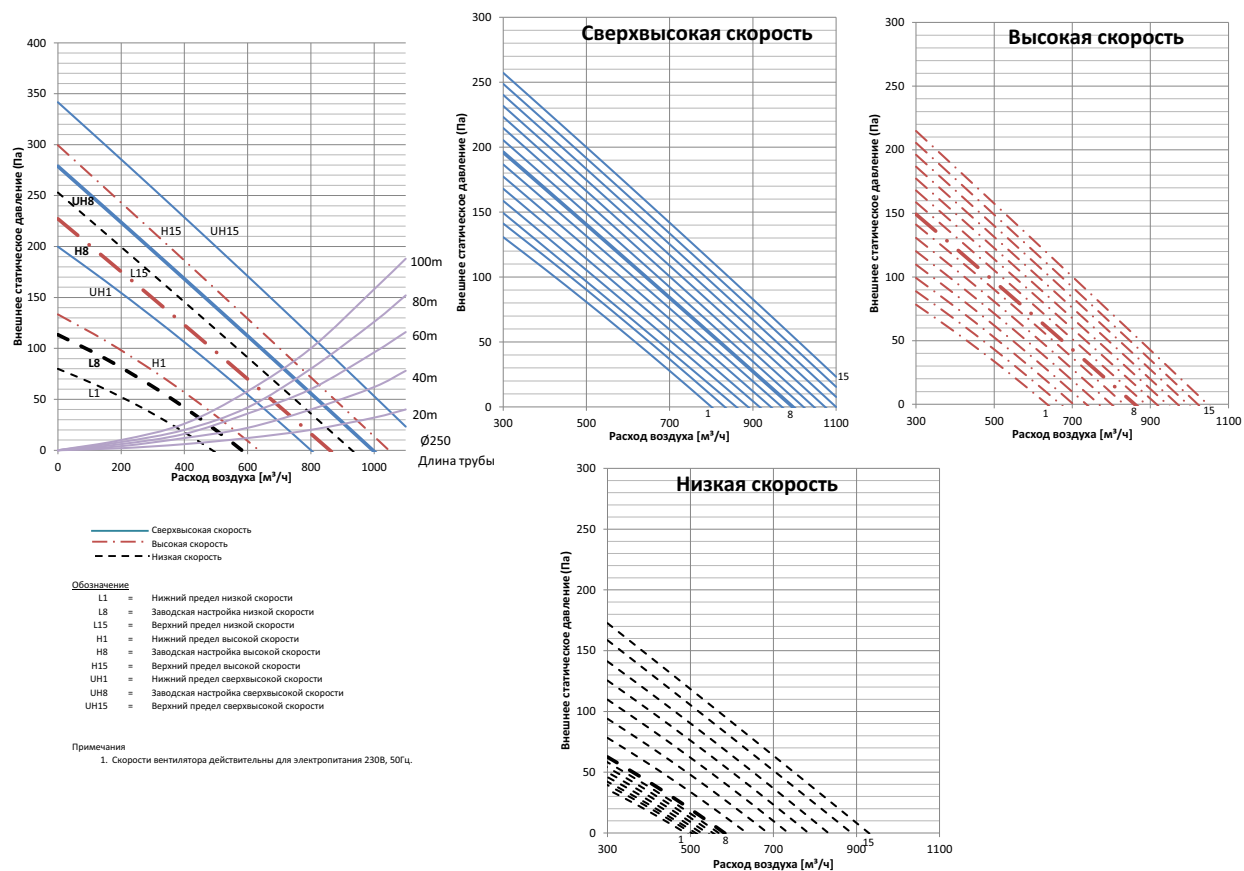 400
350
300
250
200
150
100
50
0
Внешнее статическое давление (Па)
UH8
H15
UH15
H8
L15
UH1
L8
H1
L1
100m
80m
60m
40m
20m
Ø250
Длина трубы
0 200 400 600 800 1000
Расход воздуха [м³/ч]
Сверхвысокая скорость
300
250
200
150
100
50
0
Внешнее статическое давление (Па)
15
1 8
300 500 700 900 1100
Расход воздуха [м³/ч]
Высокая скорость
300
250
200
150
100
50
0
Внешнее статическое давление (Па)
1 8 15
300 500 700 900 1100
Расход воздуха [м³/ч]
Низкая скорость
300
250
200
150
100
50
0
Внешнее статическое давление (Па)
1 8 15
300 500 700 900 1100
Расход воздуха [м³/ч]
Сверхвысокая скорость
Высокая скорость
Низкая скорость
Обозначение
L1 = Нижний предел низкой скорости
L8 = Заводская настройка низкой скорости
L15 = Верхний предел низкой скорости
H1 = Нижний предел высокой скорости
H8 = Заводская настройка высокой скорости
H15 = Верхний предел высокой скорости
UH1 = Нижний предел сверхвысокой скорости
UH8 = Заводская настройка сверхвысокой скорости
UH15 = Верхний предел сверхвысокой скорости
Примечания
1. Скорости вентилятора действительны для электропитания 230В, 50Гц.